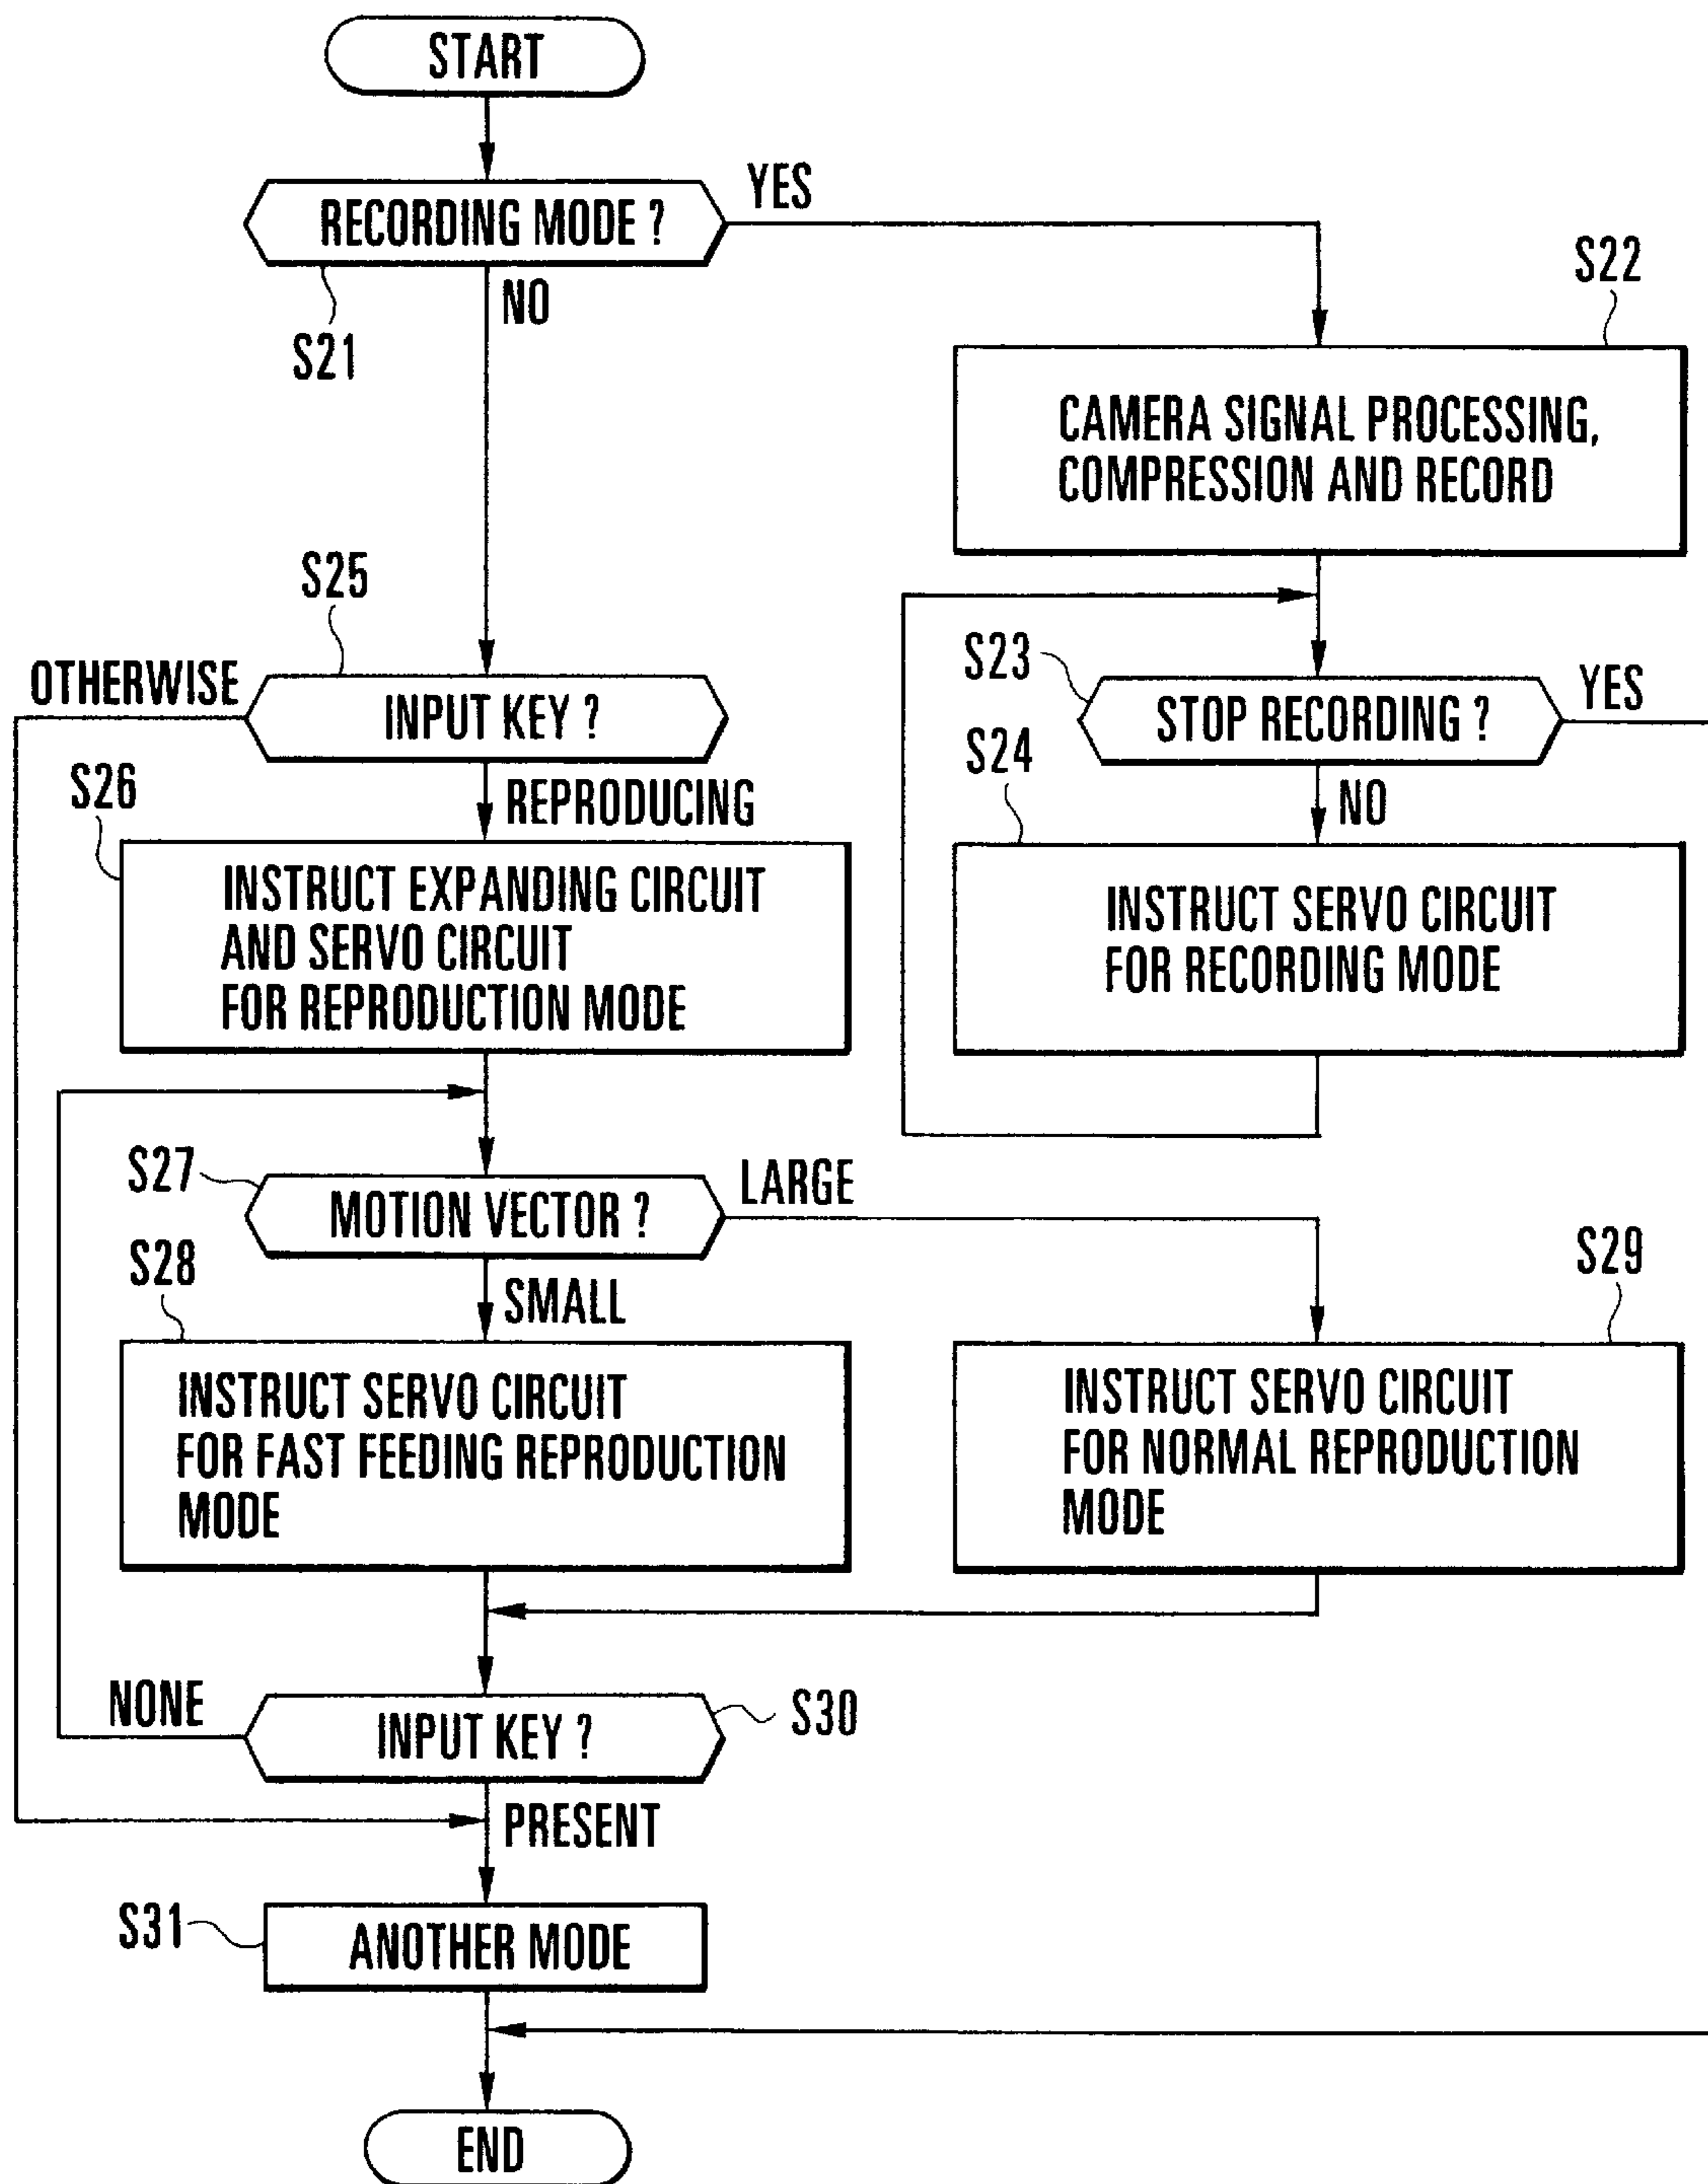 START
RECORDING MODE ?
YES
NO
S21
S22
CAMERA SIGNAL PROCESSING,
COMPRESSION AND RECORD
S25
OTHERWISE
INPUT KEY ?
REPRODUCING
S23
STOP RECORDING ?
YES
NO
S24
INSTRUCT SERVO CIRCUIT
FOR RECORDING MODE
S26
INSTRUCT EXPANDING CIRCUIT
AND SERVO CIRCUIT
FOR REPRODUCTION MODE
S27
MOTION VECTOR ?
LARGE
SMALL
S28
INSTRUCT SERVO CIRCUIT
FOR FAST FEEDING REPRODUCTION
MODE
S29
INSTRUCT SERVO CIRCUIT
FOR NORMAL REPRODUCTION
MODE
NONE
INPUT KEY ?
S30
PRESENT
S31
ANOTHER MODE
END